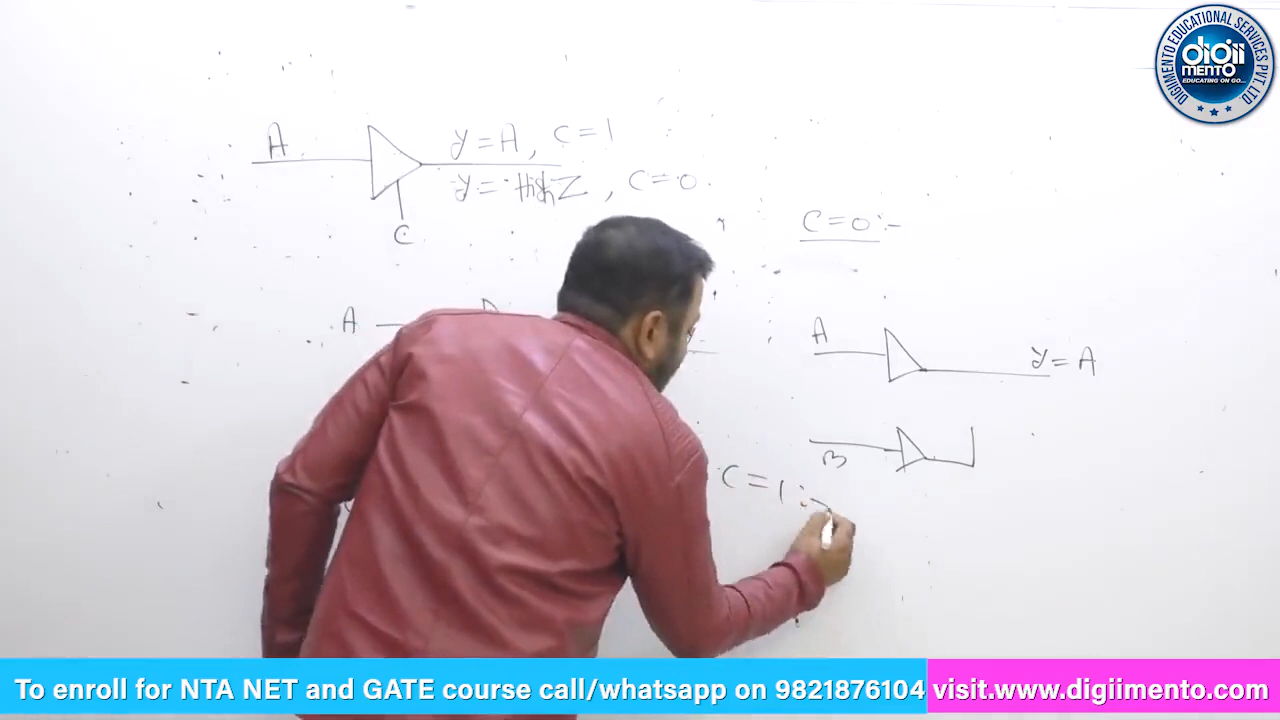 A
y = A, C = 1
y = High Z, C = 0.
C
C = 0 :-
A
A
y = A
B
C = 1 :-
DIGIIMENTO EDUCATIONAL SERVICES PVT. LTD
digii
MENTO
EDUCATING ON GO...
To enroll for NTA NET and GATE course call/whatsapp on 9821876104 visit.www.digiimento.com